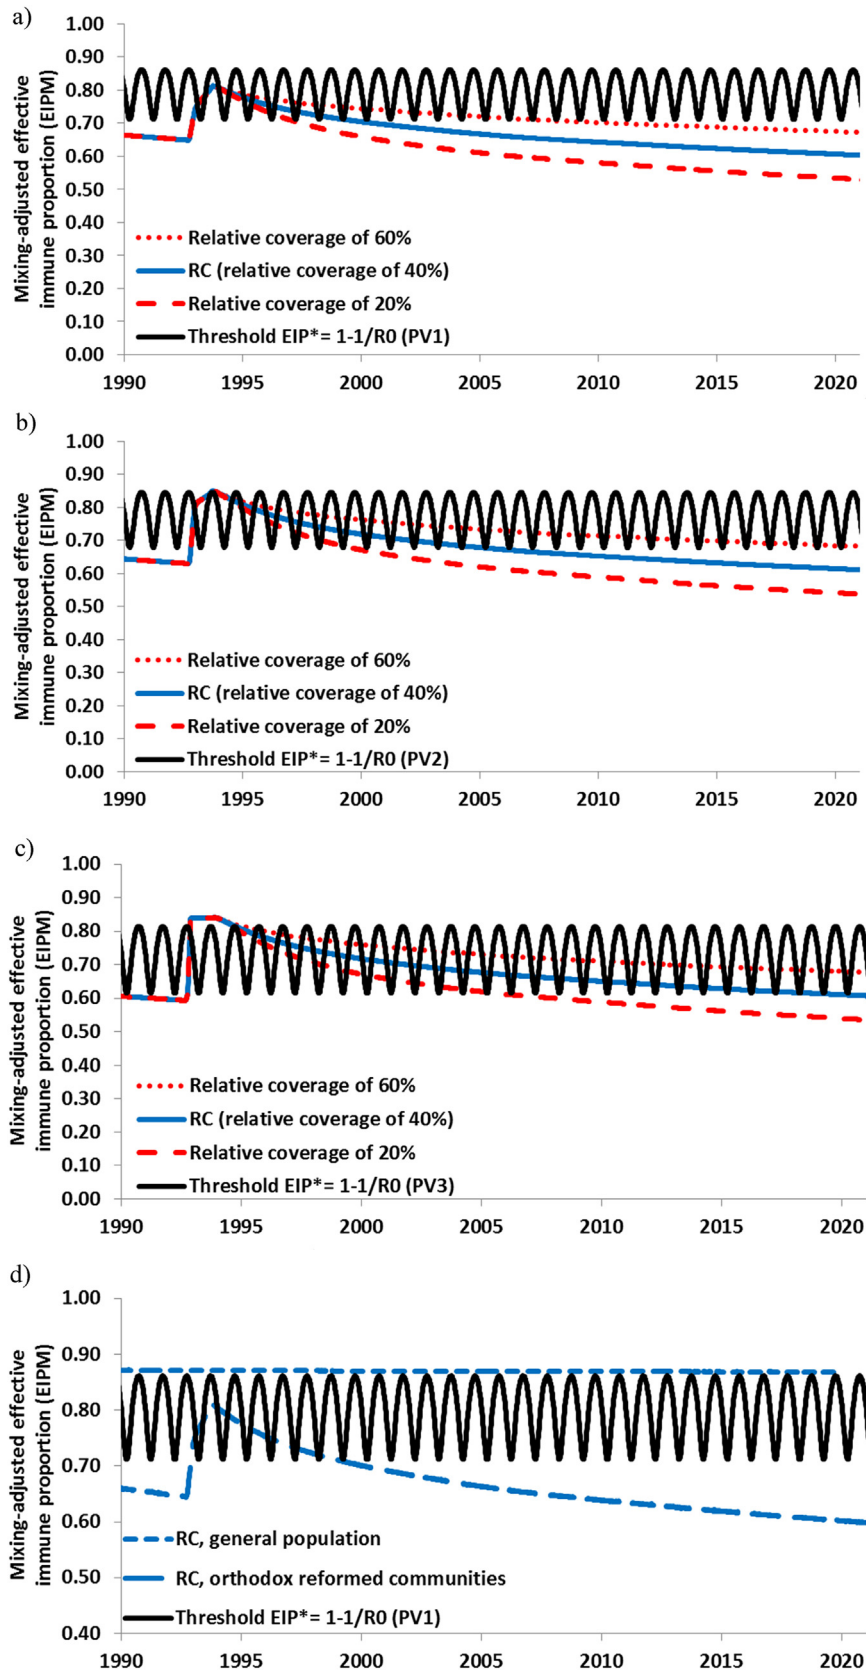 a)
Mixing-adjusted effective
immune proportion (EIPM)
1.00
0.90
0.80
0.70
0.60
0.50
0.40
0.30
0.20
0.10
0.00
Relative coverage of 60%
RC (relative coverage of 40%)
Relative coverage of 20%
Threshold EIP*= 1-1/R0 (PV1)
1990 1995 2000 2005 2010 2015 2020
b)
Mixing-adjusted effective
immune proportion (EIPM)
1.00
0.90
0.80
0.70
0.60
0.50
0.40
0.30
0.20
0.10
0.00
Relative coverage of 60%
RC (relative coverage of 40%)
Relative coverage of 20%
Threshold EIP*= 1-1/R0 (PV2)
1990 1995 2000 2005 2010 2015 2020
c)
Mixing-adjusted effective
immune proportion (EIPM)
1.00
0.90
0.80
0.70
0.60
0.50
0.40
0.30
0.20
0.10
0.00
Relative coverage of 60%
RC (relative coverage of 40%)
Relative coverage of 20%
Threshold EIP*= 1-1/R0 (PV3)
1990 1995 2000 2005 2010 2015 2020
d)
Mixing-adjusted effective
immune proportion (EIPM)
1.00
0.90
0.80
0.70
0.60
0.50
0.40
RC, general population
RC, orthodox reformed communities
Threshold EIP*= 1-1/R0 (PV1)
1990 1995 2000 2005 2010 2015 2020